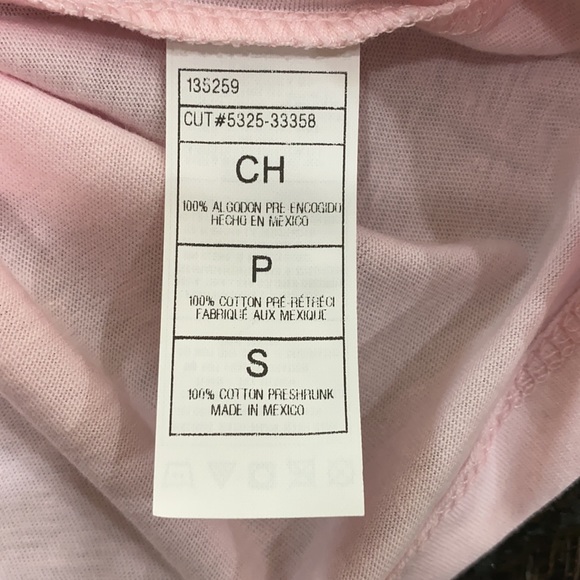 135259
CUT#5325-33358
CH
100% ALGODON PRE ENCOGIDO
HECHO EN MEXICO
P
100% COTTON PRÉ-RÉTRÉCI
FABRIQUÉ AUX MEXIQUE
S
100% COTTON PRESHRUNK
MADE IN MEXICO